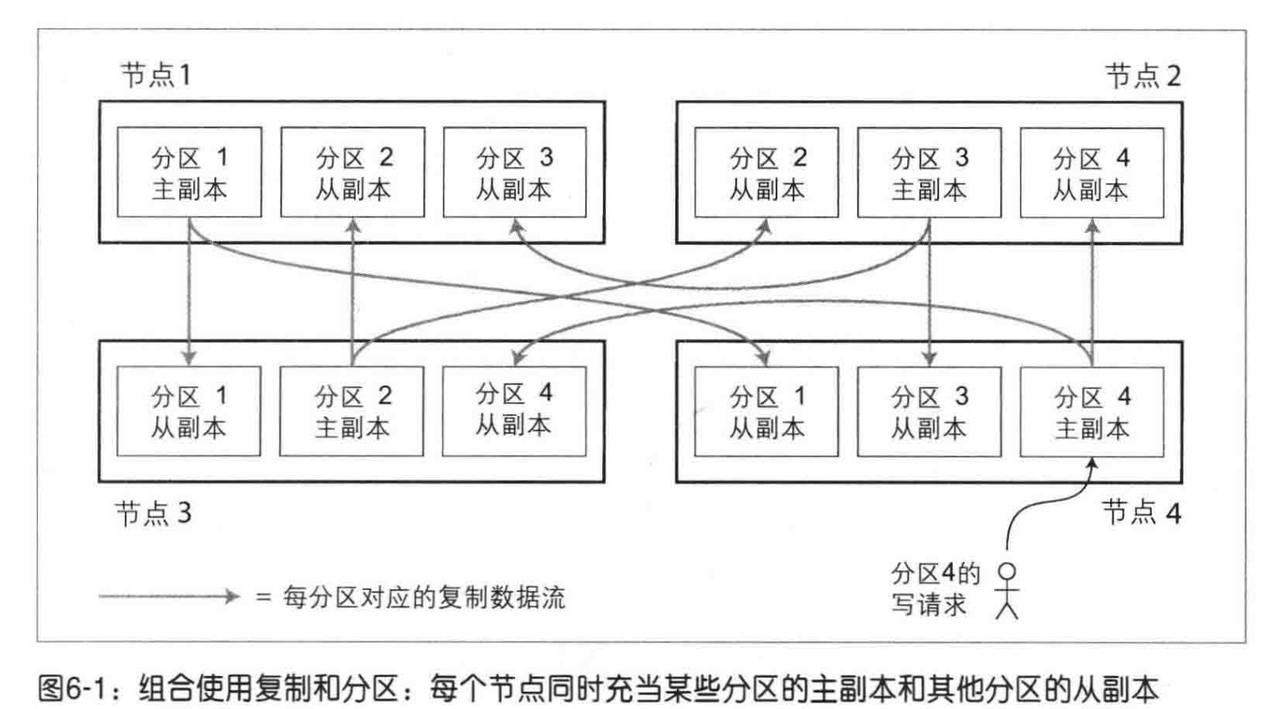 节点1
节点 2
分区 1
主副本
分区 2
从副本
分区 3
从副本
分区 2
从副本
分区 3
主副本
分区 4
从副本
分区 1
从副本
分区 2
主副本
分区 4
从副本
分区 1
从副本
分区 3
从副本
分区 4
主副本
节点 3
节点 4
分区4的
写请求
= 每分区对应的复制数据流
图6-1：组合使用复制和分区：每个节点同时充当某些分区的主副本和其他分区的从副本